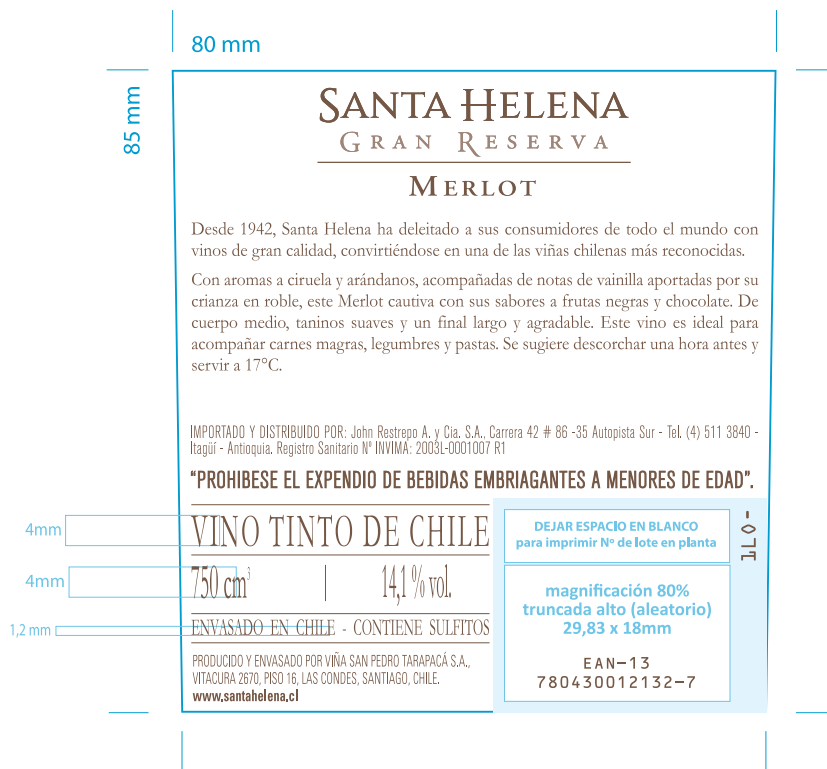 80 mm
85 mm
SANTA HELENA
GRAN RESERVA
MERLOT
Desde 1942, Santa Helena ha deleitado a sus consumidores de todo el mundo con
vinos de gran calidad, convirtiéndose en una de las viñas chilenas más reconocidas.
Con aromas a ciruela y arándanos, acompañadas de notas de vainilla aportadas por su
crianza en roble, este Merlot cautiva con sus sabores a frutas negras y chocolate. De
cuerpo medio, taninos suaves y un final largo y agradable. Este vino es ideal para
acompañar carnes magras, legumbres y pastas. Se sugiere descorchar una hora antes y
servir a 17°C.
IMPORTADO Y DISTRIBUIDO POR: John Restrepo A. y Cia. S.A., Carrera 42 # 86 -35 Autopista Sur - Tel. (4) 511 3840 -
Itagüí - Antioquia. Registro Sanitario Nº INVIMA: 2003L-0001007 R1
“PROHIBESE EL EXPENDIO DE BEBIDAS EMBRIAGANTES A MENORES DE EDAD”.
4mm
VINO TINTO DE CHILE
4mm
750 cm³ | 14,1 % vol.
1,2 mm
ENVASADO EN CHILE - CONTIENE SULFITOS
PRODUCIDO Y ENVASADO POR VIÑA SAN PEDRO TARAPACÁ S.A.,
VITACURA 2670, PISO 16, LAS CONDES, SANTIAGO, CHILE.
www.santahelena.cl
DEJAR ESPACIO EN BLANCO
para imprimir Nº de lote en planta
magnificación 80%
truncada alto (aleatorio)
29,83 x 18mm
EAN-13
780430012132-7